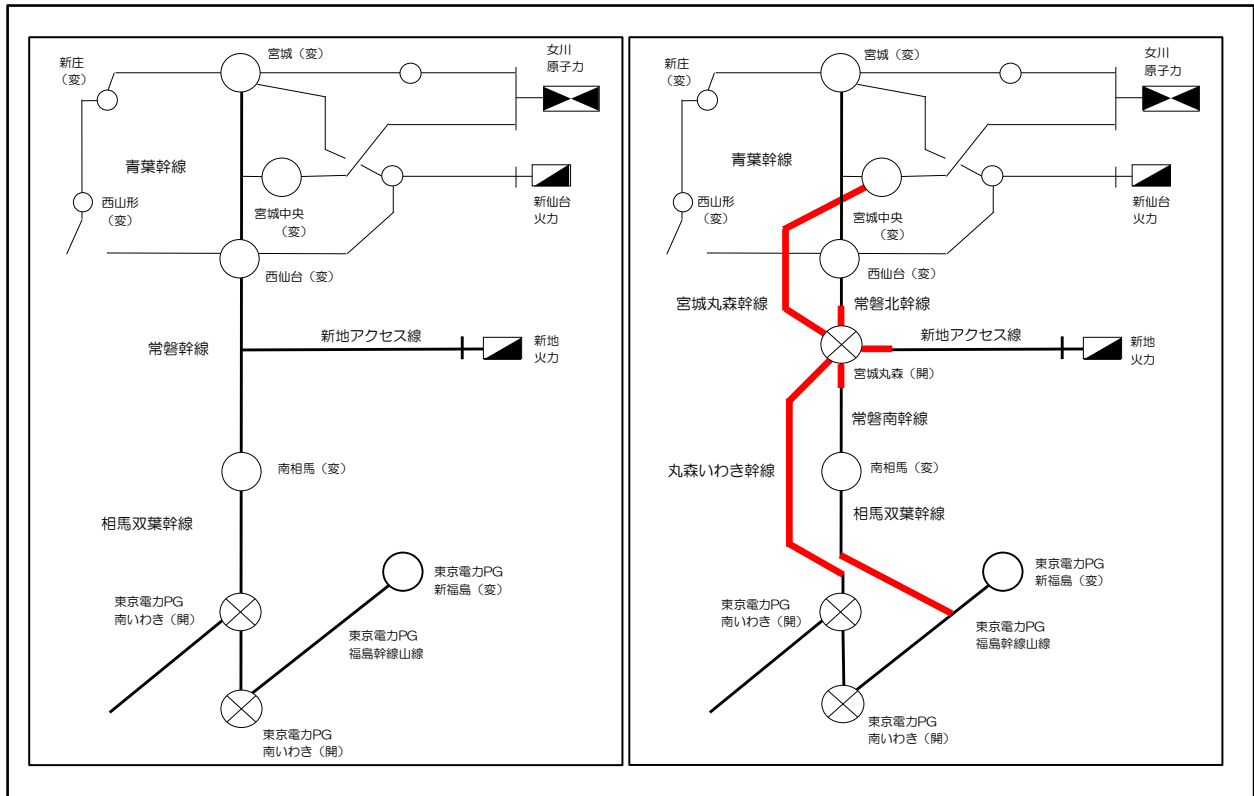 宮城（変）
女川
原子力
新庄
（変）
青葉幹線
西山形
（変）
宮城中央
（変）
新仙台
火力
西仙台（変）
常磐幹線
新地アクセス線
新地
火力
南相馬（変）
相馬双葉幹線
東京電力PG
新福島（変）
東京電力PG
南いわき（開）
東京電力PG
福島幹線山線
東京電力PG
南いわき（開）
宮城（変）
女川
原子力
新庄
（変）
青葉幹線
西山形
（変）
宮城中央
（変）
新仙台
火力
西仙台（変）
宮城丸森幹線
常磐北幹線
新地アクセス線
新地
火力
宮城丸森（開）
常磐南幹線
丸森いわき幹線
南相馬（変）
相馬双葉幹線
東京電力PG
新福島（変）
東京電力PG
南いわき（開）
東京電力PG
福島幹線山線
東京電力PG
南いわき（開）